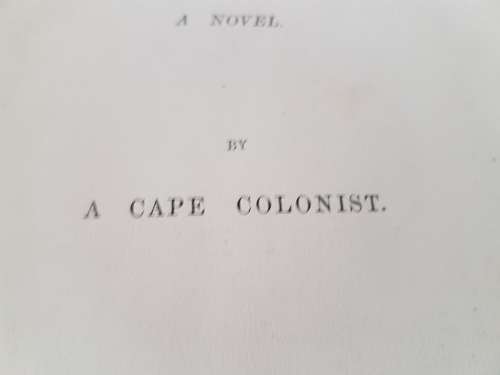 A NOVEL.
BY
A CAPE COLONIST.